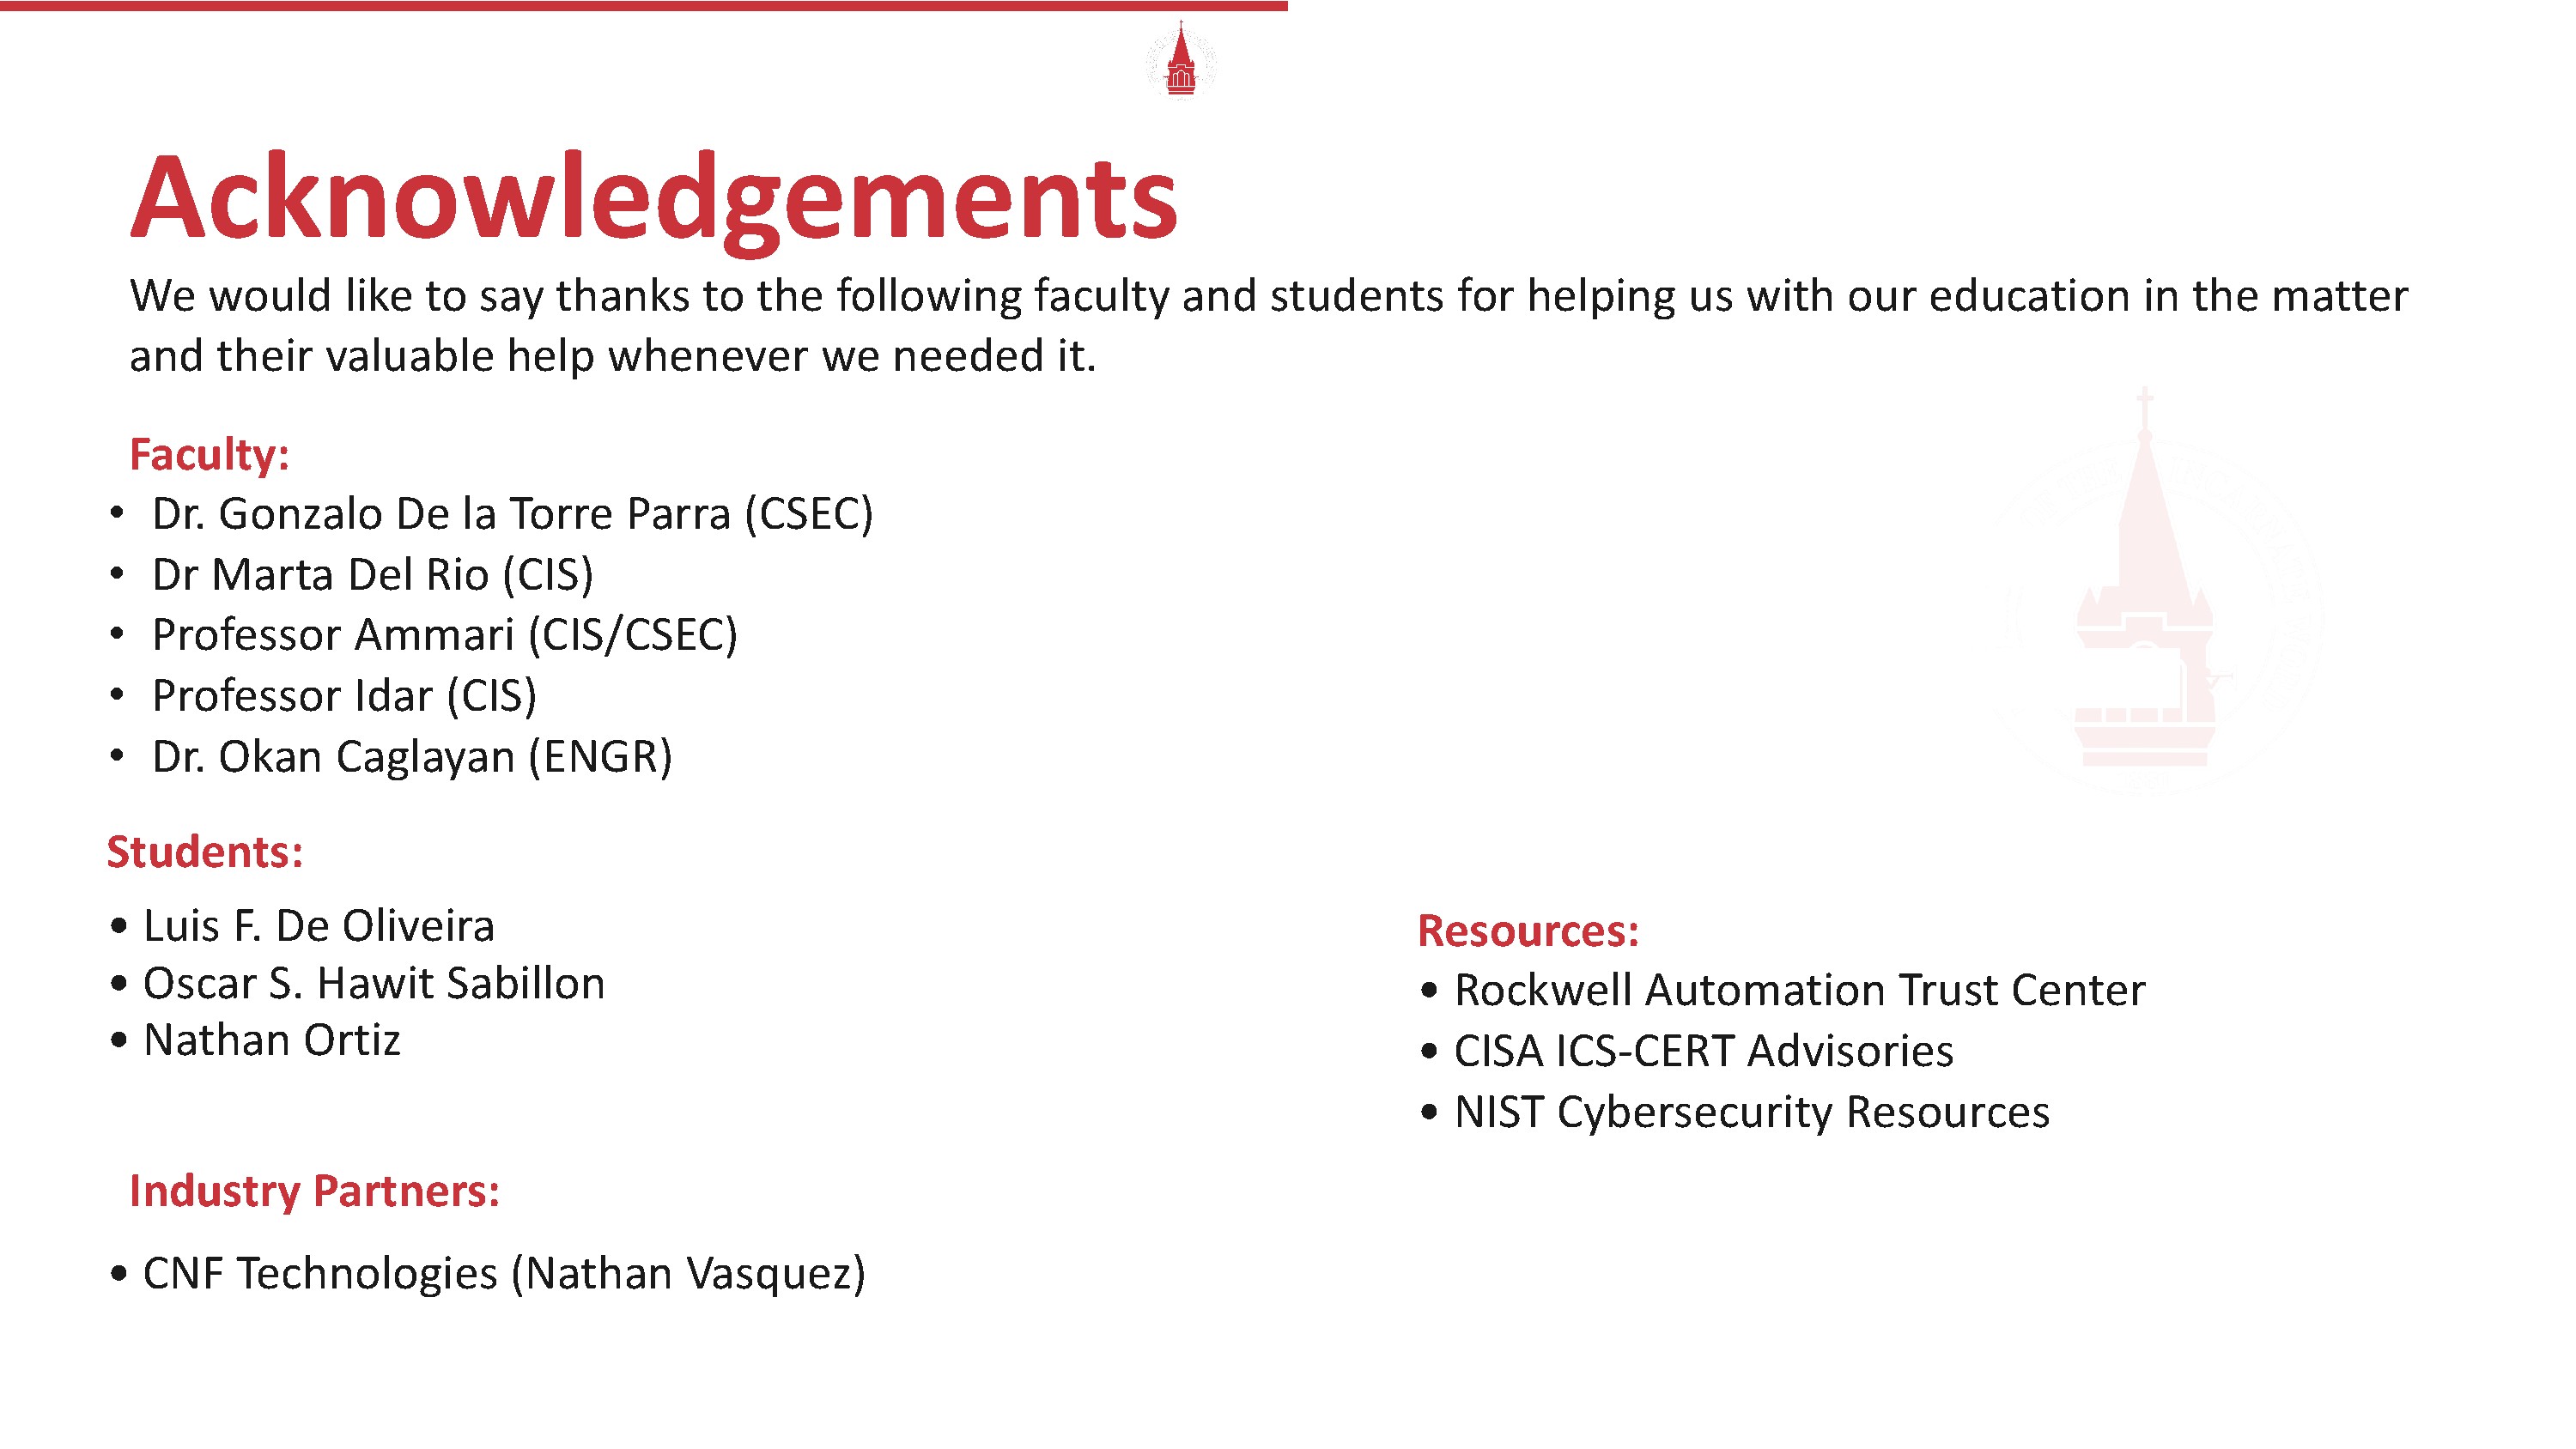 Acknowledgements
We would like to say thanks to the following faculty and students for helping us with our education in the matter
and their valuable help whenever we needed it.
Faculty:
• Dr. Gonzalo De la Torre Parra (CSEC)
• Dr Marta Del Rio (CIS)
• Professor Ammari (CIS/CSEC)
• Professor Idar (CIS)
• Dr. Okan Caglayan (ENGR)
Students:
• Luis F. De Oliveira
• Oscar S. Hawit Sabillon
• Nathan Ortiz
Industry Partners:
• CNF Technologies (Nathan Vasquez)
Resources:
• Rockwell Automation Trust Center
• CISA ICS-CERT Advisories
• NIST Cybersecurity Resources